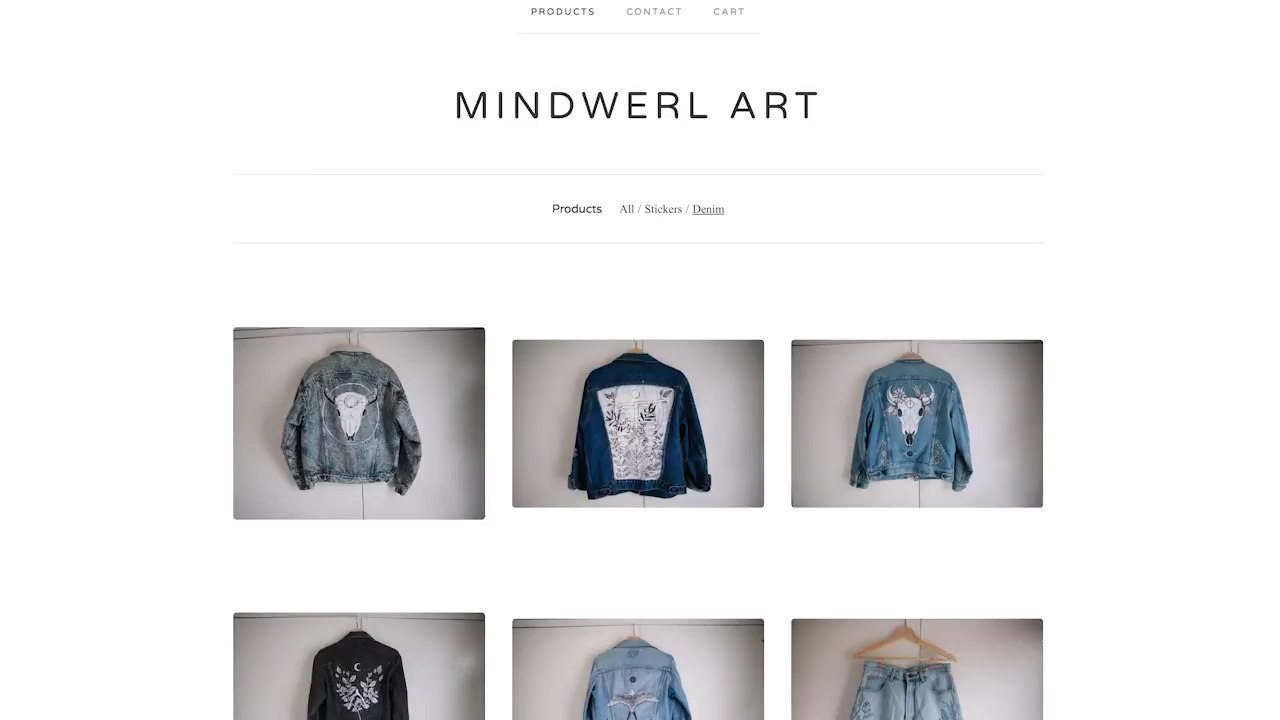 PRODUCTS CONTACT CART
MINDWERL ART
Products All / Stickers / Denim